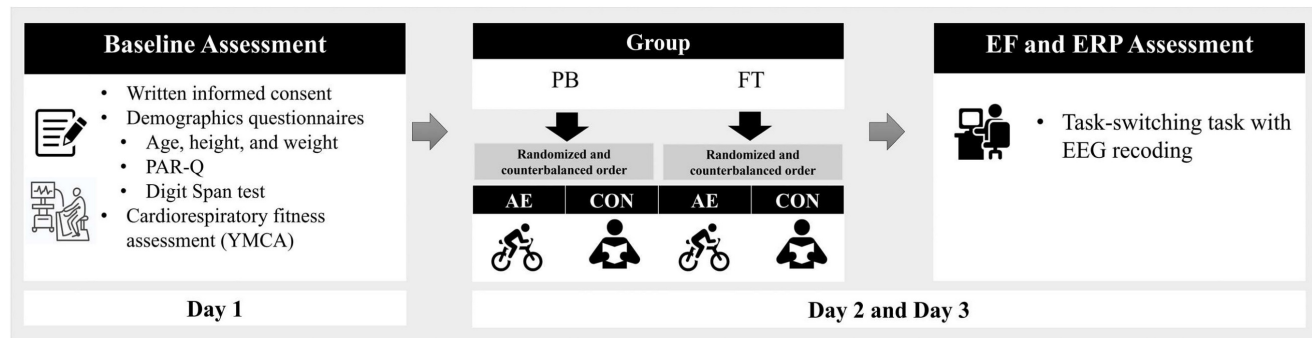 Baseline Assessment
• Written informed consent
• Demographics questionnaires
• Age, height, and weight
• PAR-Q
• Digit Span test
• Cardiorespiratory fitness
assessment (YMCA)
Day 1
Group
PB
FT
Randomized and
counterbalanced order
Randomized and
counterbalanced order
AE
CON
AE
CON
EF and ERP Assessment
• Task-switching task with
EEG recoding
Day 2 and Day 3